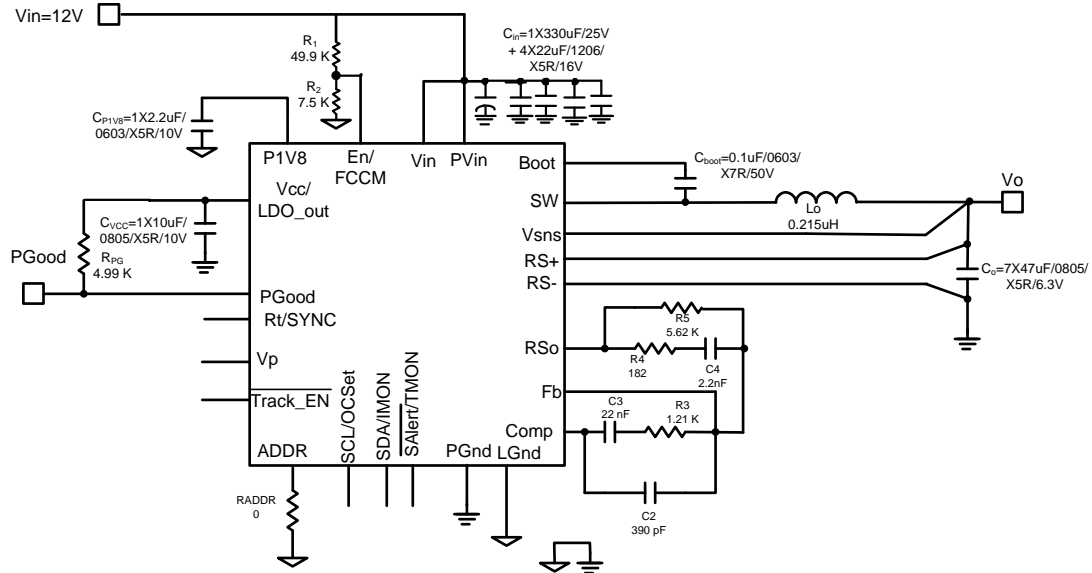 Vin=12V
R1
49.9 K
R2
7.5 K
Cin=1X330uF/25V
+ 4X22uF/1206/
X5R/16V
CP1V8=1X2.2uF/
0603/X5R/10V
P1V8
En/
FCCM
Vin
PVin
Boot
Cboot=0.1uF/0603/
X7R/50V
SW
Lo
0.215uH
Vo
Vcc/
LDO_out
CVCC=1X10uF/
0805/X5R/10V
RPG
4.99 K
PGood
Vsns
RS+
RS-
Co=7X47uF/0805/
X5R/6.3V
PGood
Rt/SYNC
Vp
Track_EN
ADDR
RSo
R5
5.62 K
R4
182
C4
2.2nF
Fb
C3
22 nF
R3
1.21 K
Comp
C2
390 pF
SCL/OCSet
SDA/IMON
SAlert/TMON
PGnd
LGnd
RADDR
0